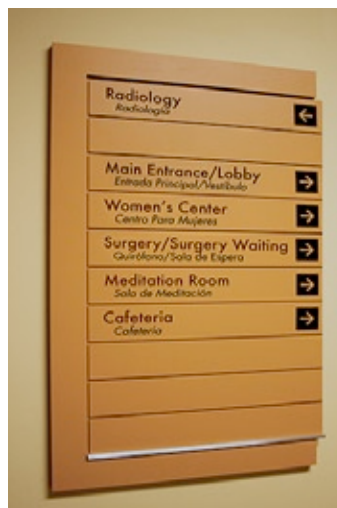 Radiology
Radiología
Main Entrance/Lobby
Entrada Principal/Vestíbulo
Women's Center
Centro Para Mujeres
Surgery/Surgery Waiting
Quirófano/Sala de Espera
Meditation Room
Sala de Meditación
Cafeteria
Cafetería